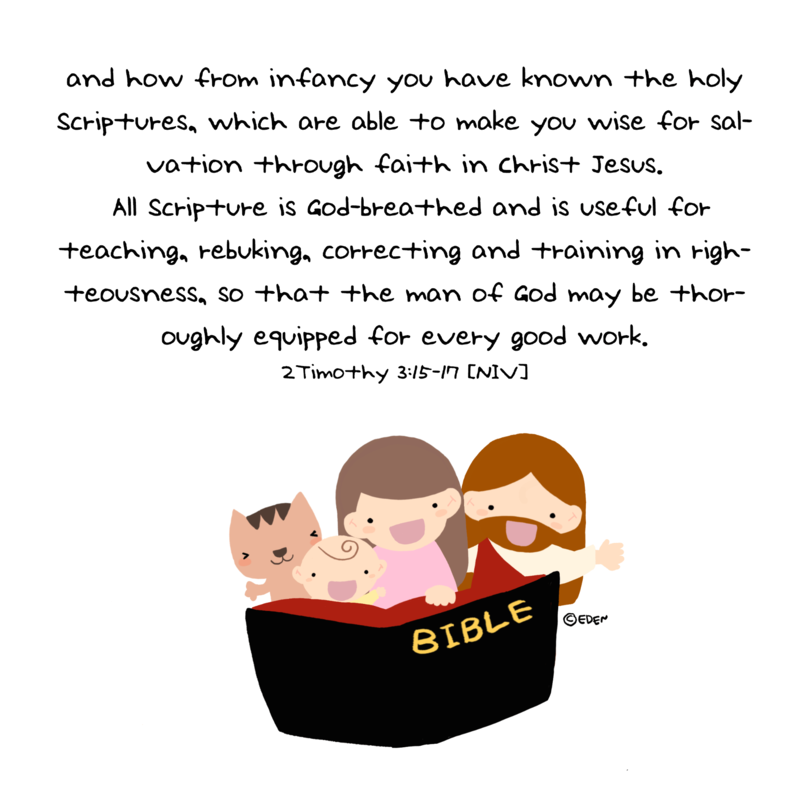 and how from infancy you have known the holy
Scriptures, which are able to make you wise for sal-
vation through faith in Christ Jesus.
All Scripture is God-breathed and is useful for
teaching, rebuking, correcting and training in righ-
teousness, so that the man of God may be thor-
oughly equipped for every good work.
2Timothy 3:15-17 [NIV]
BIBLE
©EDEN